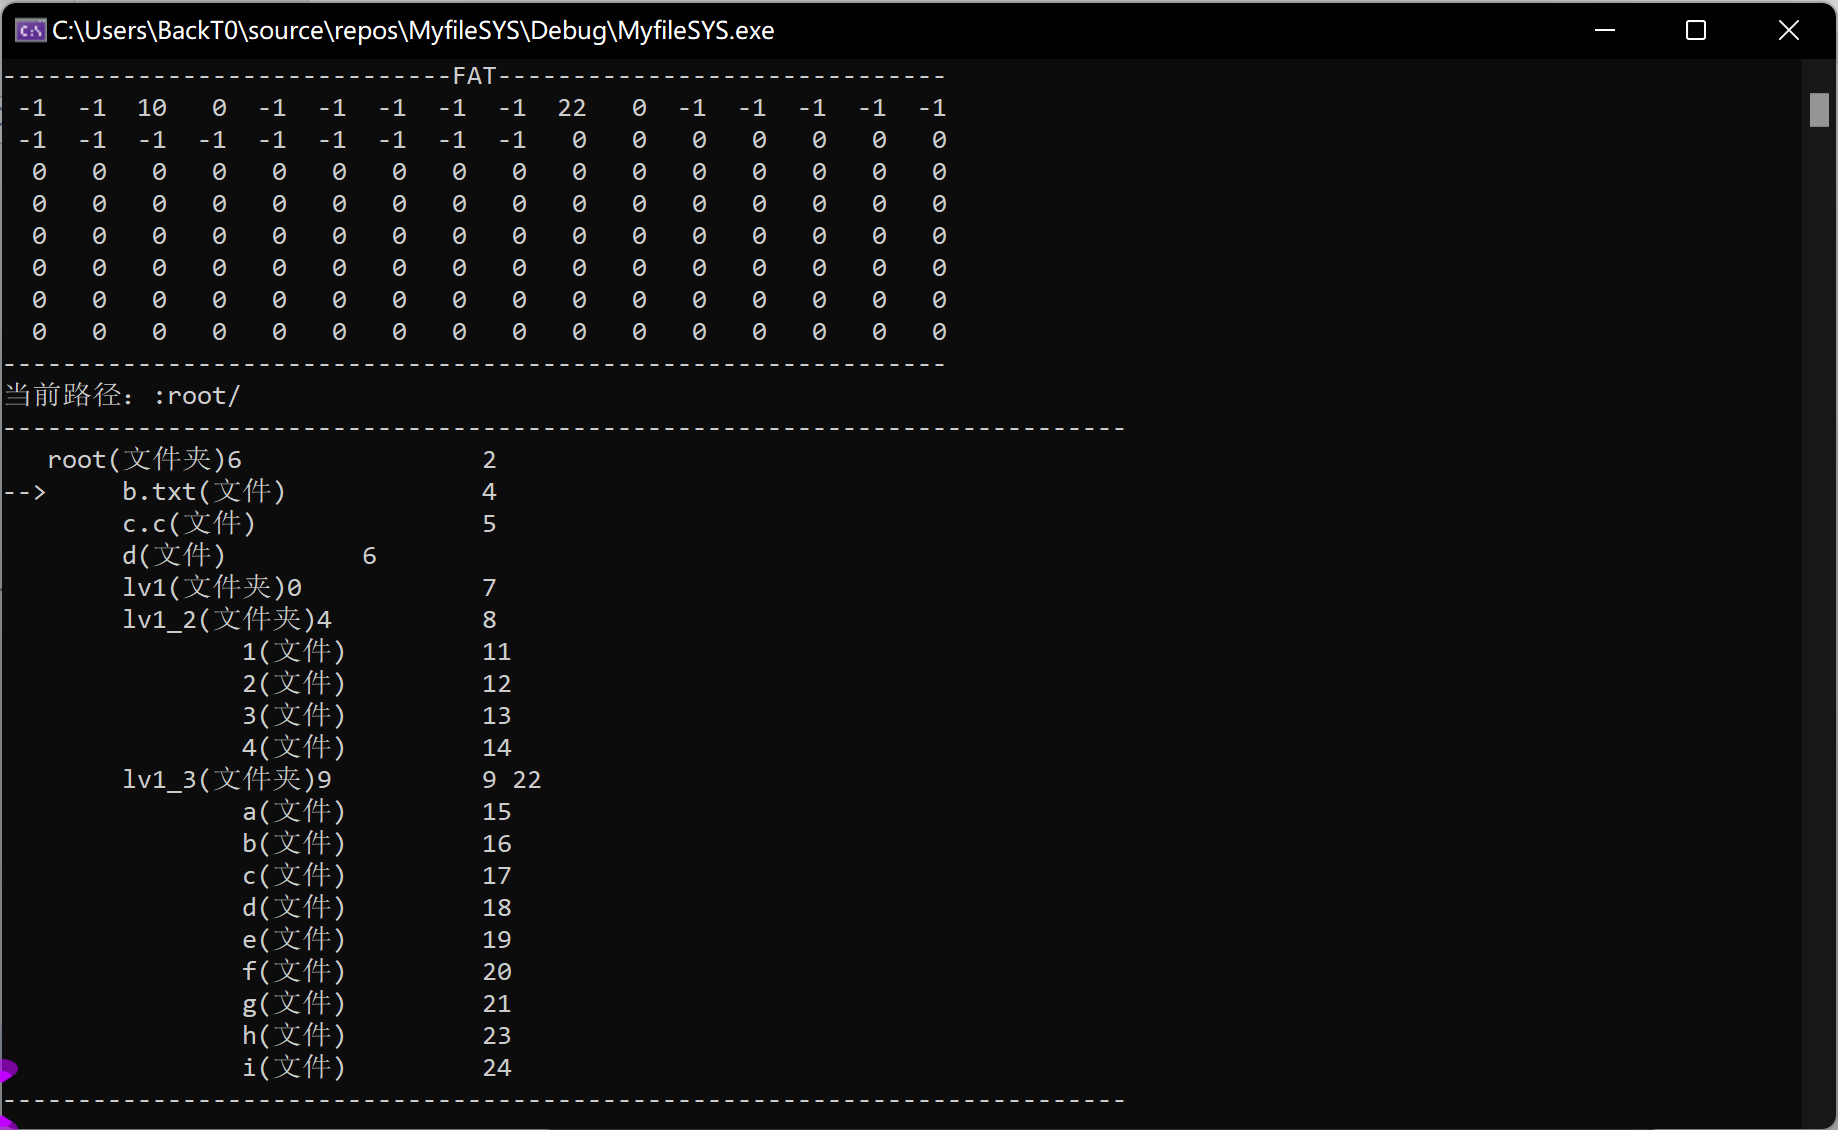 C:\Users\BackT0\source\repos\MyfileSYS\Debug\MyfileSYS.exe
------------------------------FAT------------------------------
-1 -1 10 0 -1 -1 -1 -1 -1 22 0 -1 -1 -1 -1 -1
-1 -1 -1 -1 -1 -1 -1 -1 -1 0 0 0 0 0 0 0
0 0 0 0 0 0 0 0 0 0 0 0 0 0 0 0
0 0 0 0 0 0 0 0 0 0 0 0 0 0 0 0
0 0 0 0 0 0 0 0 0 0 0 0 0 0 0 0
0 0 0 0 0 0 0 0 0 0 0 0 0 0 0 0
0 0 0 0 0 0 0 0 0 0 0 0 0 0 0 0
0 0 0 0 0 0 0 0 0 0 0 0 0 0 0 0
---------------------------------------------------------------
当前路径：:root/
---------------------------------------------------------------------------
root(文件夹)6 2
--> b.txt(文件) 4
c.c(文件) 5
d(文件) 6
lv1(文件夹)0 7
lv1_2(文件夹)4 8
1(文件) 11
2(文件) 12
3(文件) 13
4(文件) 14
lv1_3(文件夹)9 9 22
a(文件) 15
b(文件) 16
c(文件) 17
d(文件) 18
e(文件) 19
f(文件) 20
g(文件) 21
h(文件) 23
i(文件) 24
---------------------------------------------------------------------------